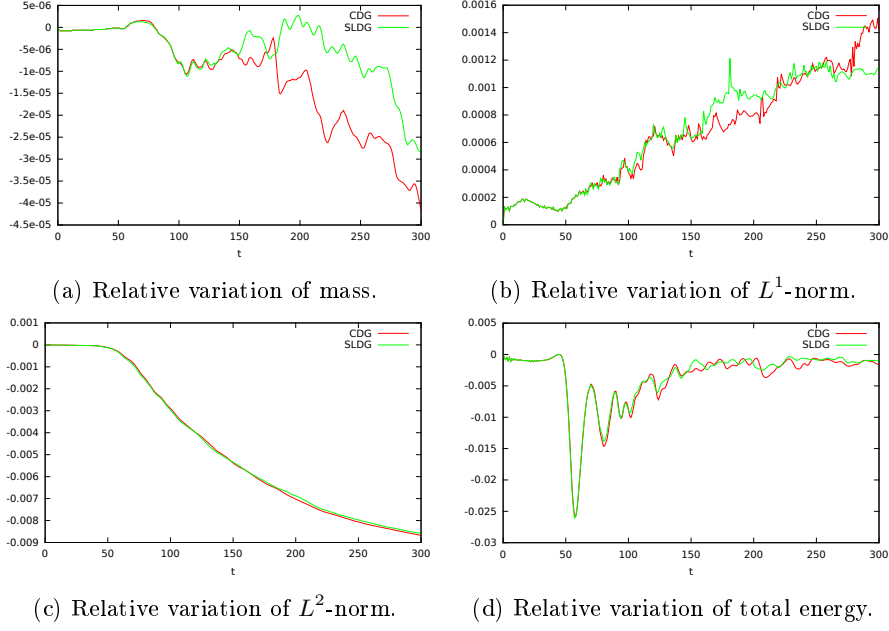 5e-06
0
-5e-06
-1e-05
-1.5e-05
-2e-05
-2.5e-05
-3e-05
-3.5e-05
-4e-05
-4.5e-05
0 50 100 150 200 250 300
t
CDG
SLDG
(a) Relative variation of mass.
0.0016
0.0014
0.0012
0.001
0.0008
0.0006
0.0004
0.0002
0
0 50 100 150 200 250 300
t
CDG
SLDG
(b) Relative variation of L¹-norm.
0.001
0
-0.001
-0.002
-0.003
-0.004
-0.005
-0.006
-0.007
-0.008
-0.009
0 50 100 150 200 250 300
t
CDG
SLDG
(c) Relative variation of L²-norm.
0.005
0
-0.005
-0.01
-0.015
-0.02
-0.025
-0.03
0 50 100 150 200 250 300
t
CDG
SLDG
(d) Relative variation of total energy.